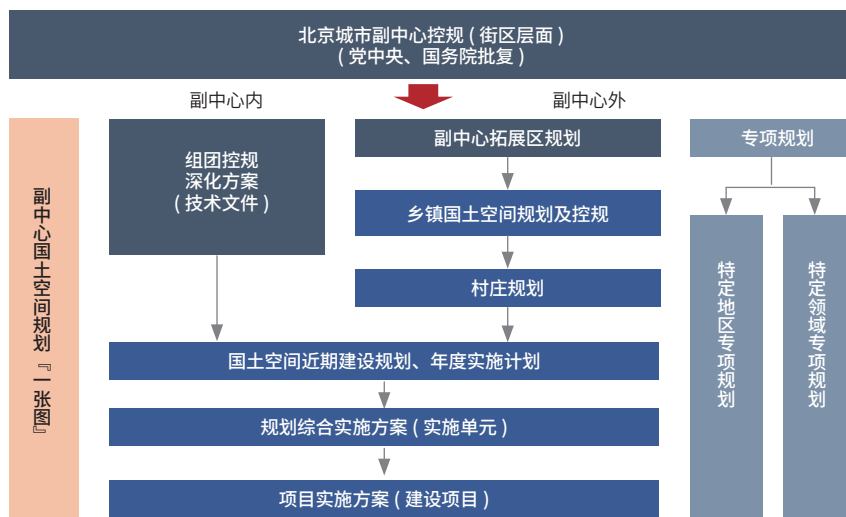 北京城市副中心控规 ( 街区层面 )
( 党中央、国务院批复 )
副中心内
副中心外
副中心国土空间规划『一张图』
组团控规
深化方案
( 技术文件 )
副中心拓展区规划
乡镇国土空间规划及控规
村庄规划
专项规划
特定地区专项规划
特定领域专项规划
国土空间近期建设规划、年度实施计划
规划综合实施方案 ( 实施单元 )
项目实施方案 ( 建设项目 )